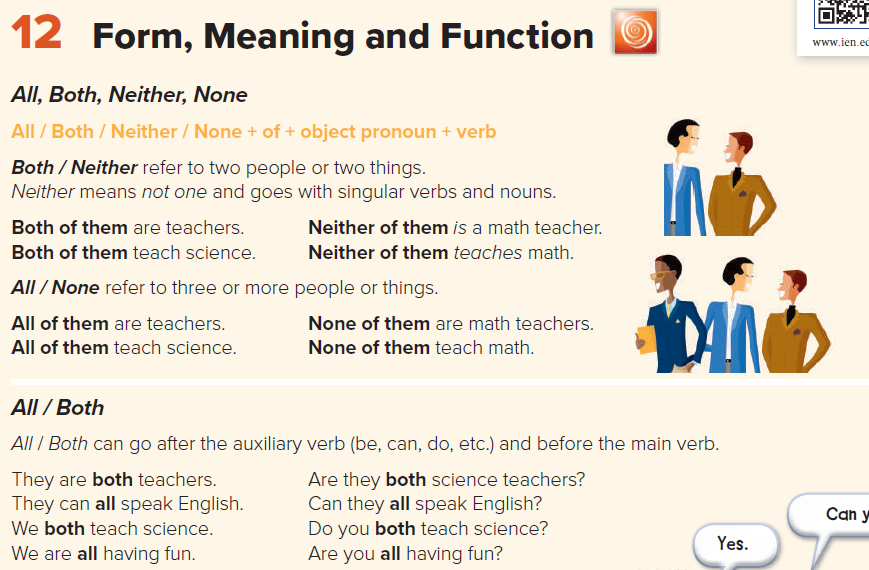 12 Form, Meaning and Function
www.ien.ed
All, Both, Neither, None
All / Both / Neither / None + of + object pronoun + verb
Both / Neither refer to two people or two things.
Neither means not one and goes with singular verbs and nouns.
Both of them are teachers. Neither of them is a math teacher.
Both of them teach science. Neither of them teaches math.
All / None refer to three or more people or things.
All of them are teachers. None of them are math teachers.
All of them teach science. None of them teach math.
All / Both
All / Both can go after the auxiliary verb (be, can, do, etc.) and before the main verb.
They are both teachers. Are they both science teachers?
They can all speak English. Can they all speak English?
We both teach science. Do you both teach science?
We are all having fun. Are you all having fun?
Yes.
Can y